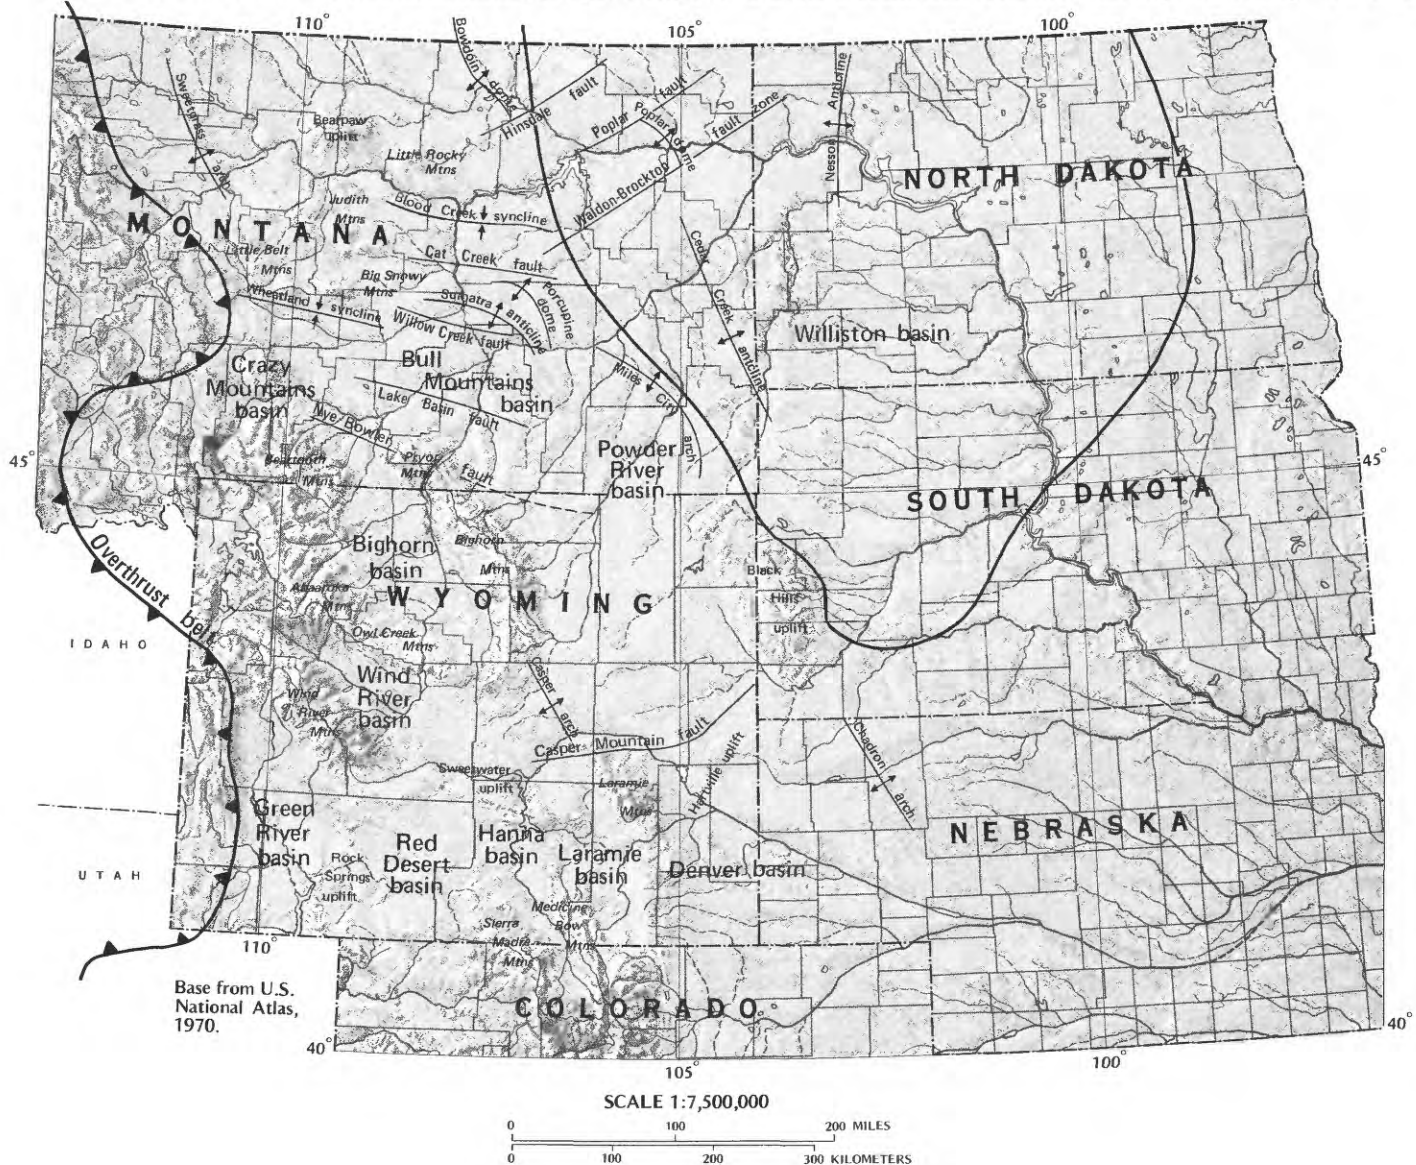 110°
105°
100°
Bowdoin dome
Sweetgrass arch
Hinsdale fault
Poplar fault
Poplar dome
Waldon-Brockton fault zone
Nesson Anticline
Bearpaw
uplift
Little Rocky
Mtns
NORTH DAKOTA
MONTANA
Judith
Mtns
Blood Creek syncline
Little Belt
Mtns
Cat Creek fault
Big Snowy
Mtns
Wheatland syncline
Sumatra anticline
Porcupine
dome
Willow Creek fault
Cedar Creek antcline
Williston basin
Crazy
Mountains
basin
Bull
Mountains
basin
Miles City arch
Lake Basin fault
Nye-Bowler fault
Beartooth
Mtns
Pryor
Mtns
Powder
River
basin
45°
45°
SOUTH DAKOTA
Bighorn
basin
Bighorn
Mtns
Overthrust belt
Absaroka
Mtns
WYOMING
Black
Hills
uplift
IDAHO
Owl Creek
Mtns
Wind
River
basin
Wind
River
Mtns
Casper arch
Casper Mountain fault
Chadron arch
Sweetwater
uplift
Hartville uplift
Laramie
Mtns
Green
River
basin
NEBRASKA
Red
Desert
basin
Hanna
basin
Laramie
basin
Denver basin
UTAH
Rock
Springs
uplift
Medicine
Bow
Mtns
Sierra
Madre
Mtns
110°
Base from U.S.
National Atlas,
1970.
COLORADO
40°
40°
105°
100°
SCALE 1:7,500,000
0 100 200 MILES
0 100 200 300 KILOMETERS